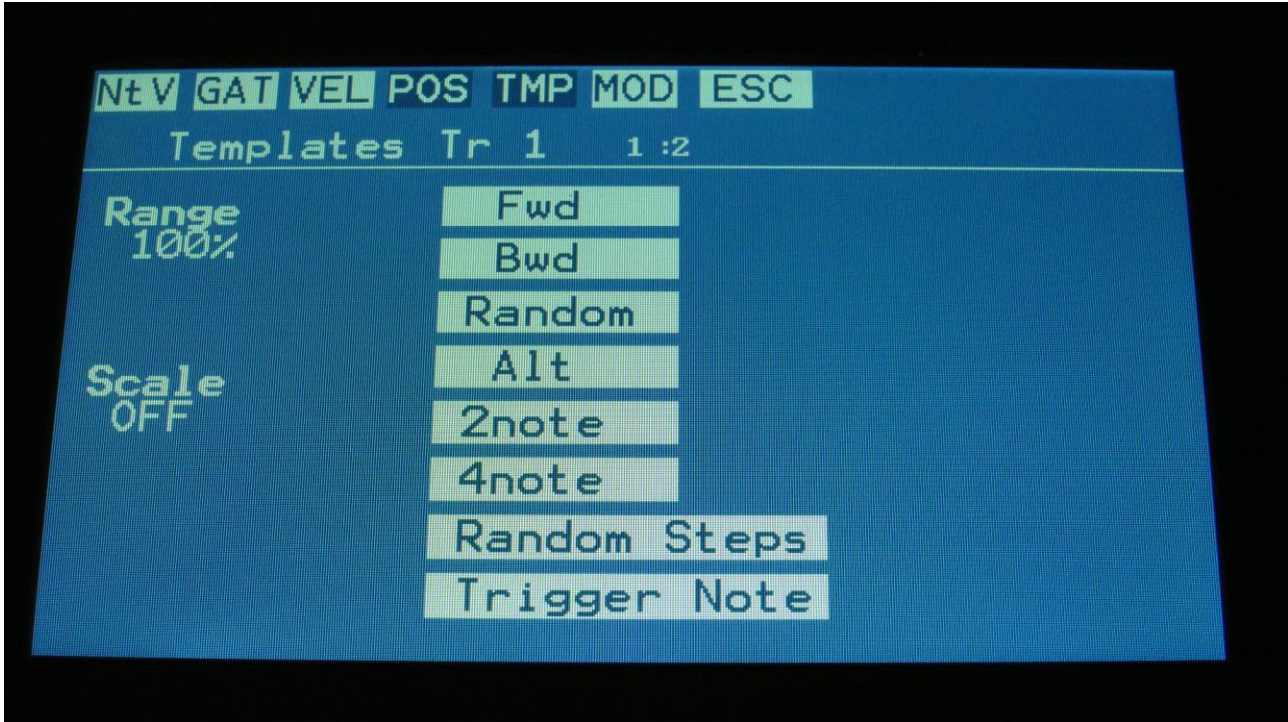 NtV GAT VEL POS TMP MOD ESC
Templates Tr 1 1 :2
Range
100%
Scale
OFF
Fwd
Bwd
Random
Alt
2note
4note
Random Steps
Trigger Note